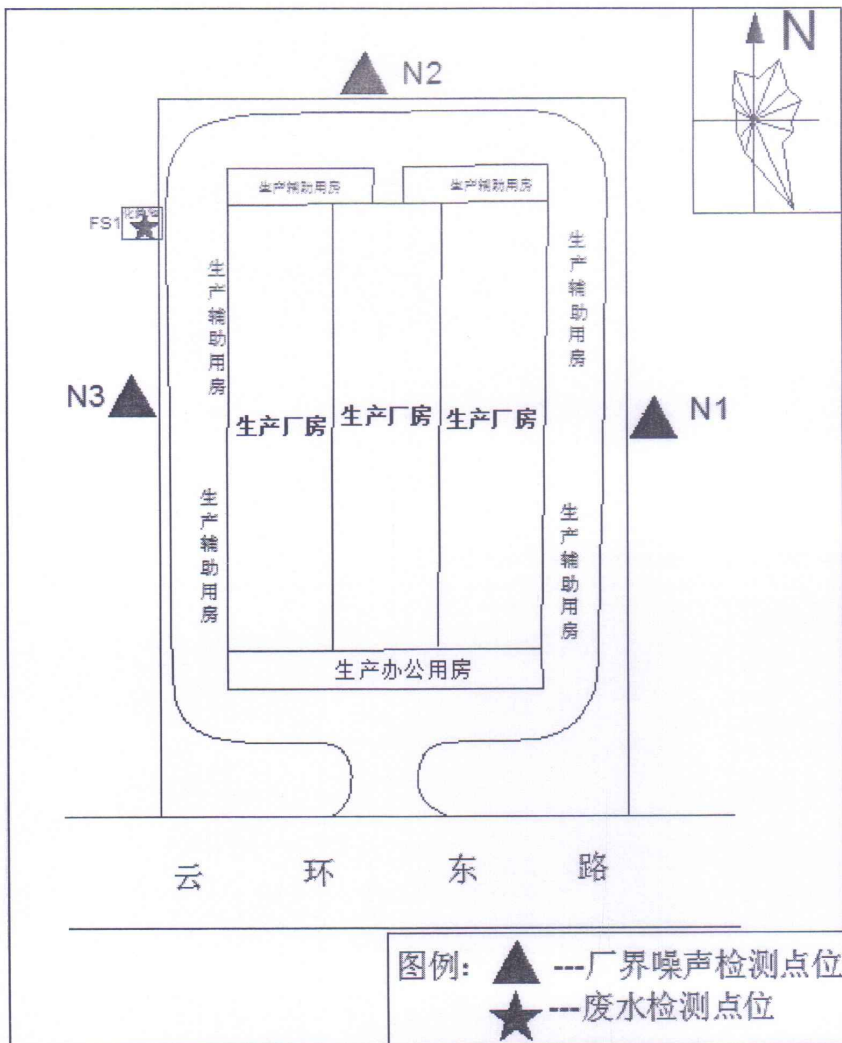 N
N2
生产辅助用房
生产辅助用房
FS1
生产辅助用房
生产辅助用房
N3
生产厂房
生产厂房
生产厂房
N1
生产辅助用房
生产辅助用房
生产办公用房
云环东路
图例：▲---厂界噪声检测点位
★---废水检测点位